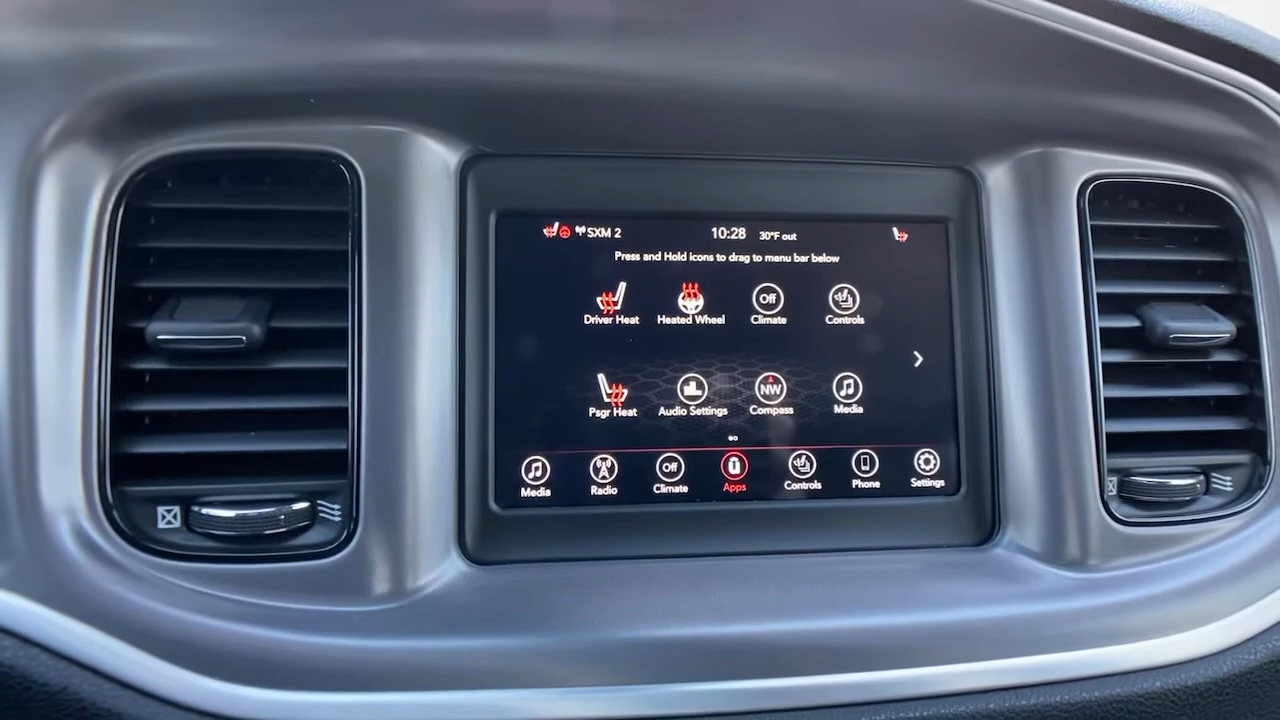 SXM 2 10:28 30°F out
Press and Hold icons to drag to menu bar below
Driver Heat Heated Wheel Off Climate Controls
Psgr Heat Audio Settings NW Compass Media
Media Radio Off Climate Apps Controls Phone Settings